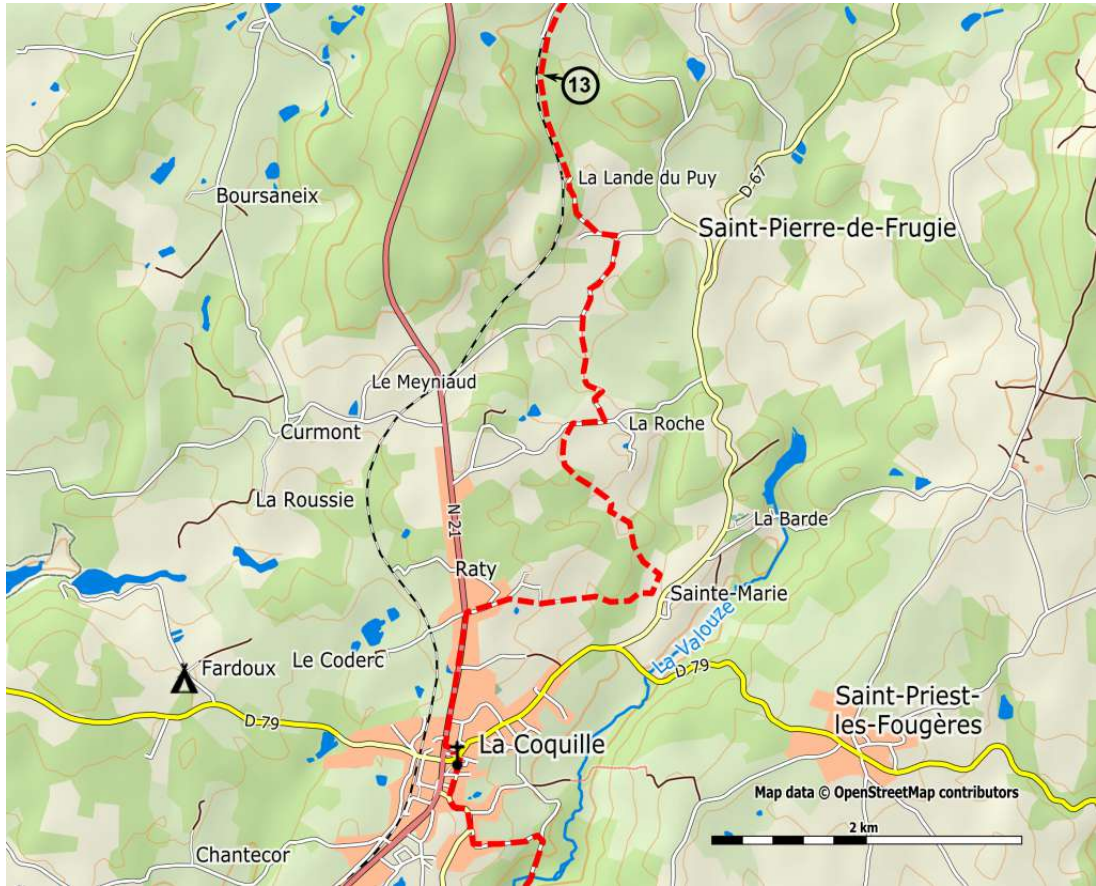 13
La Lande du Puy
Boursaneix
D 67
Saint-Pierre-de-Frugie
Le Meyniaud
La Roche
Curmont
La Roussie
N 21
La Barde
Raty
Sainte-Marie
La Valouze
Le Coderc
Fardoux
D 79
D 79
Saint-Priest-
les-Fougères
La Coquille
Map data © OpenStreetMap contributors
2 km
Chantecor